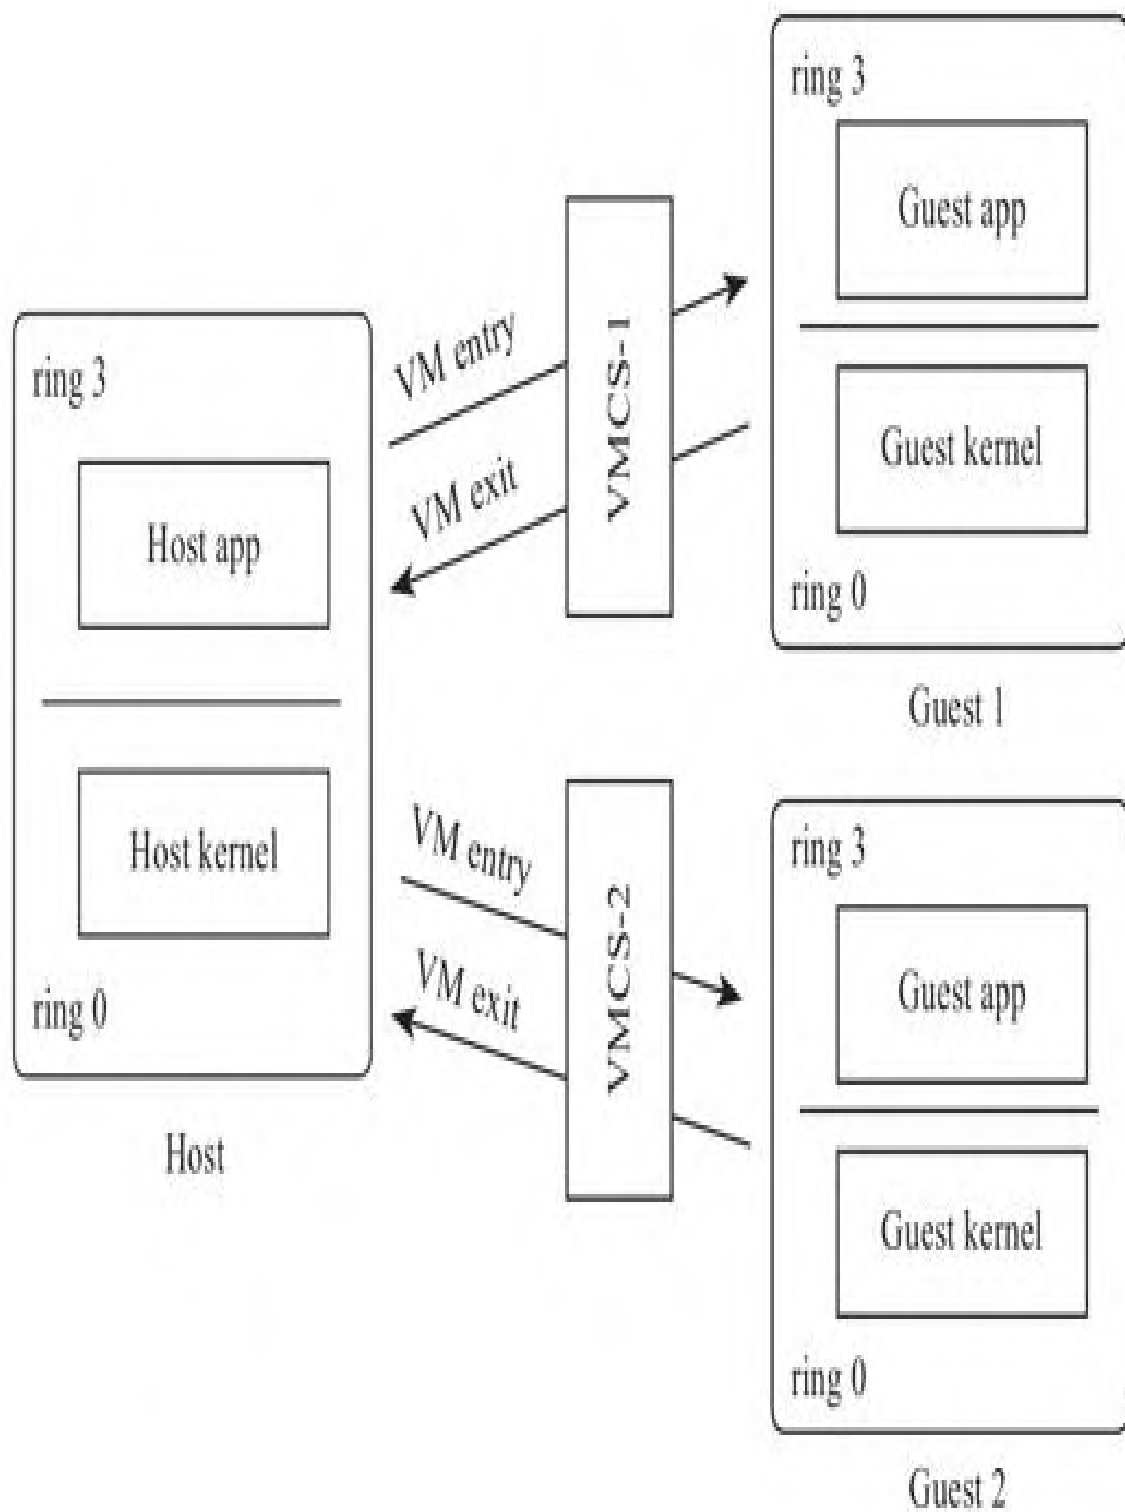 ring 3
Host app
Host kernel
ring 0
Host
VM entry
VM exit
VMCS-1
ring 3
Guest app
Guest kernel
ring 0
Guest 1
VM entry
VM exit
VMCS-2
ring 3
Guest app
Guest kernel
ring 0
Guest 2